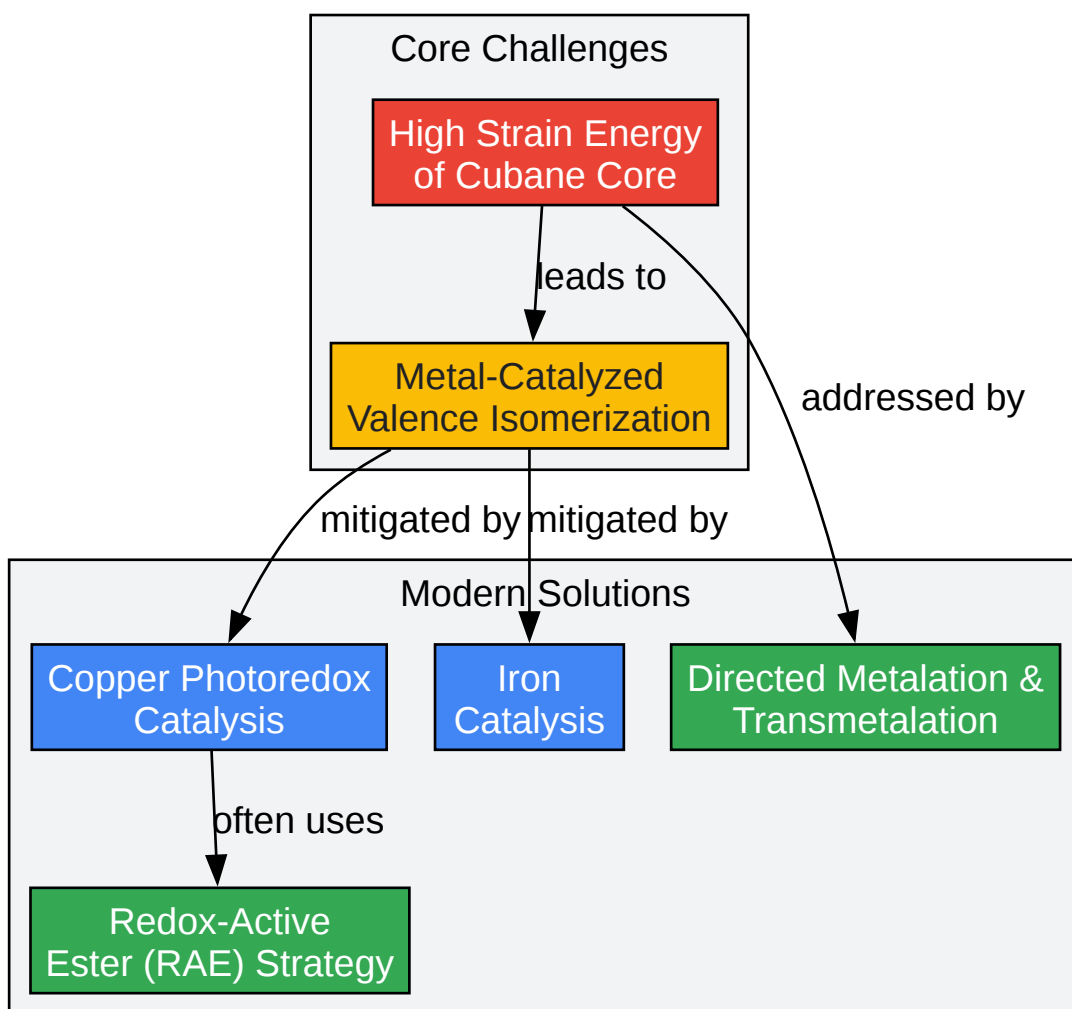 Core Challenges
High Strain Energy
of Cubane Core
leads to
Metal-Catalyzed
Valence Isomerization
addressed by
mitigated by
mitigated by
Modern Solutions
Copper Photoredox
Catalysis
Iron
Catalysis
Directed Metalation &
Transmetalation
often uses
Redox-Active
Ester (RAE) Strategy